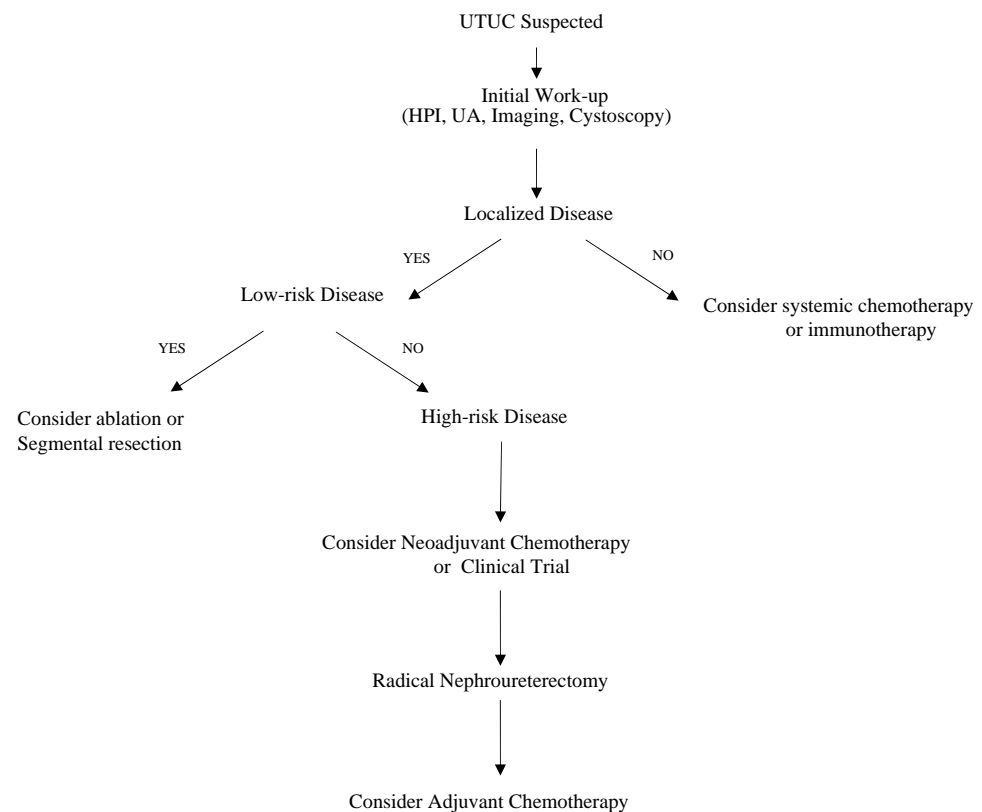 UTUC Suspected
Initial Work-up
(HPI, UA, Imaging, Cystoscopy)
Localized Disease
YES
NO
Low-risk Disease
Consider systemic chemotherapy
or immunotherapy
YES
NO
Consider ablation or
Segmental resection
High-risk Disease
Consider Neoadjuvant Chemotherapy
or Clinical Trial
Radical Nephroureterectomy
Consider Adjuvant Chemotherapy